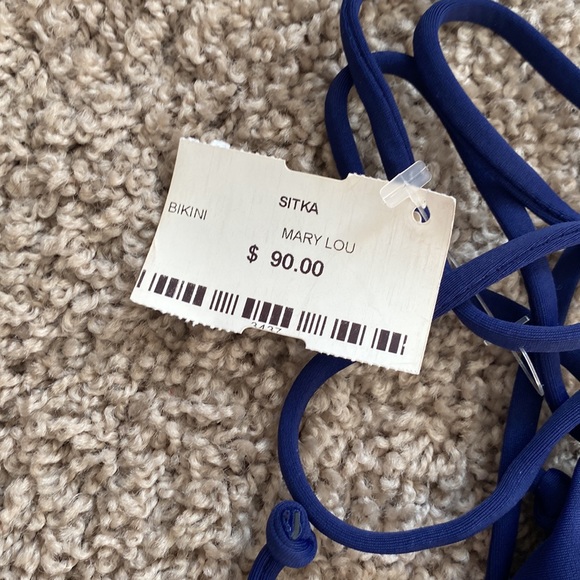 SITKA
BIKINI
MARY LOU
$ 90.00